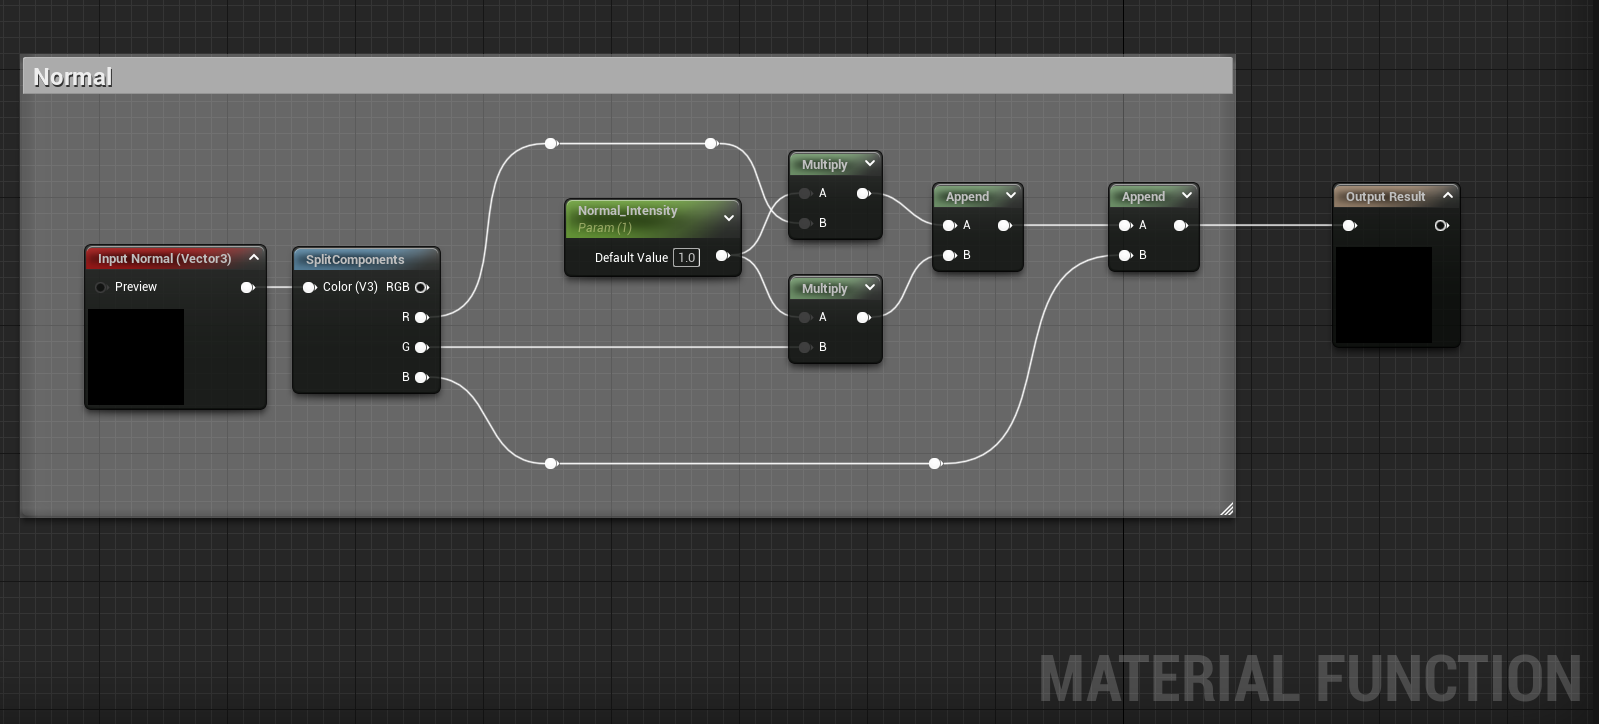 Normal
Input Normal (Vector3)
Preview
SplitComponents
Color (V3) RGB
R
G
B
Normal_Intensity
Param (1)
Default Value 1.0
Multiply
A
B
Multiply
A
B
Append
A
B
Append
A
B
Output Result
MATERIAL FUNCTION